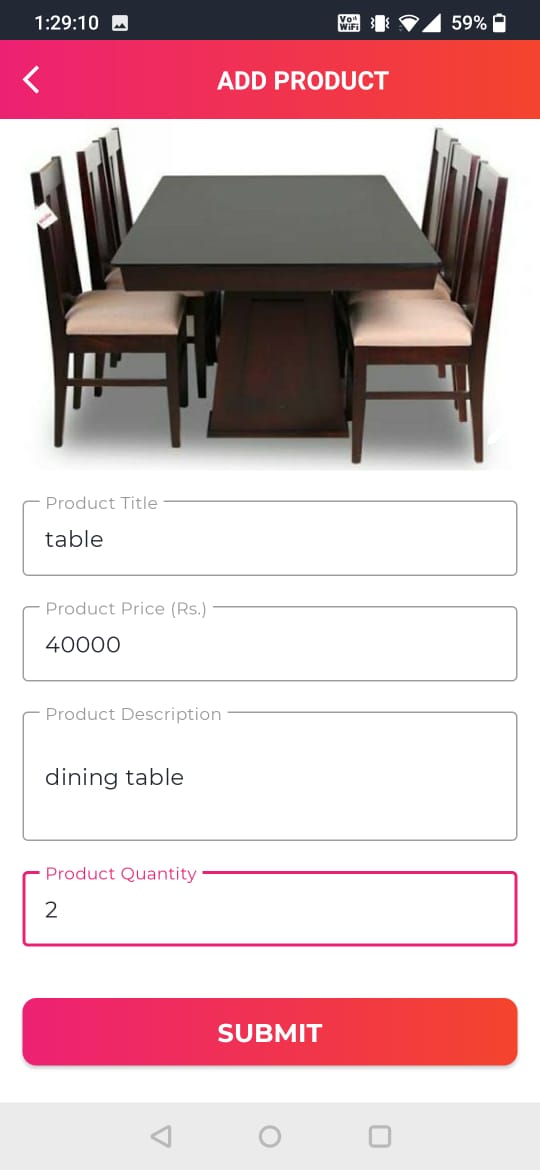 1:29:10
Vo))
WiFi
59%
ADD PRODUCT
Product Title
table
Product Price (Rs.)
40000
Product Description
dining table
Product Quantity
2
SUBMIT